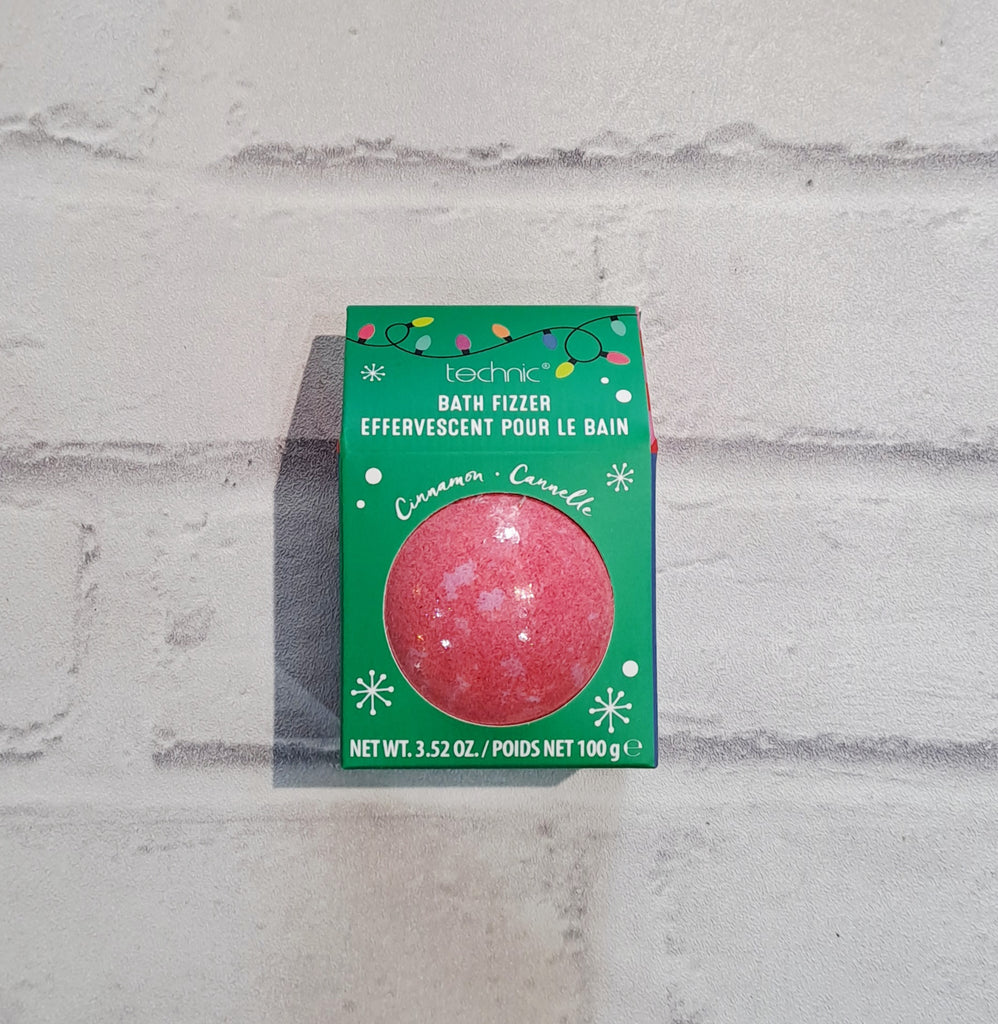 technic®
BATH FIZZER
EFFERVESCENT POUR LE BAIN
Cinnamon · Cannelle
NET WT. 3.52 OZ. / POIDS NET 100 g ℮